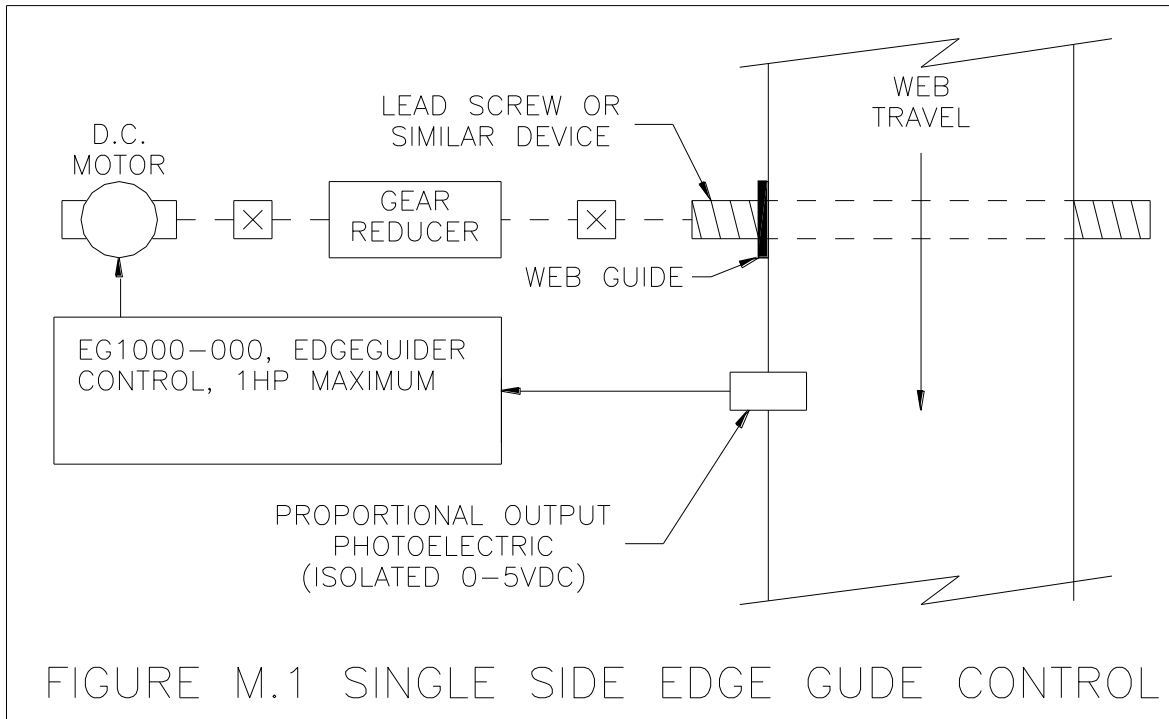 WEB
TRAVEL
LEAD SCREW OR
SIMILAR DEVICE
D.C.
MOTOR
GEAR
REDUCER
WEB GUIDE
EG1000-000, EDGEGUIDER
CONTROL, 1HP MAXIMUM
PROPORTIONAL OUTPUT
PHOTOELECTRIC
(ISOLATED 0-5VDC)
FIGURE M.1 SINGLE SIDE EDGE GUDE CONTROL